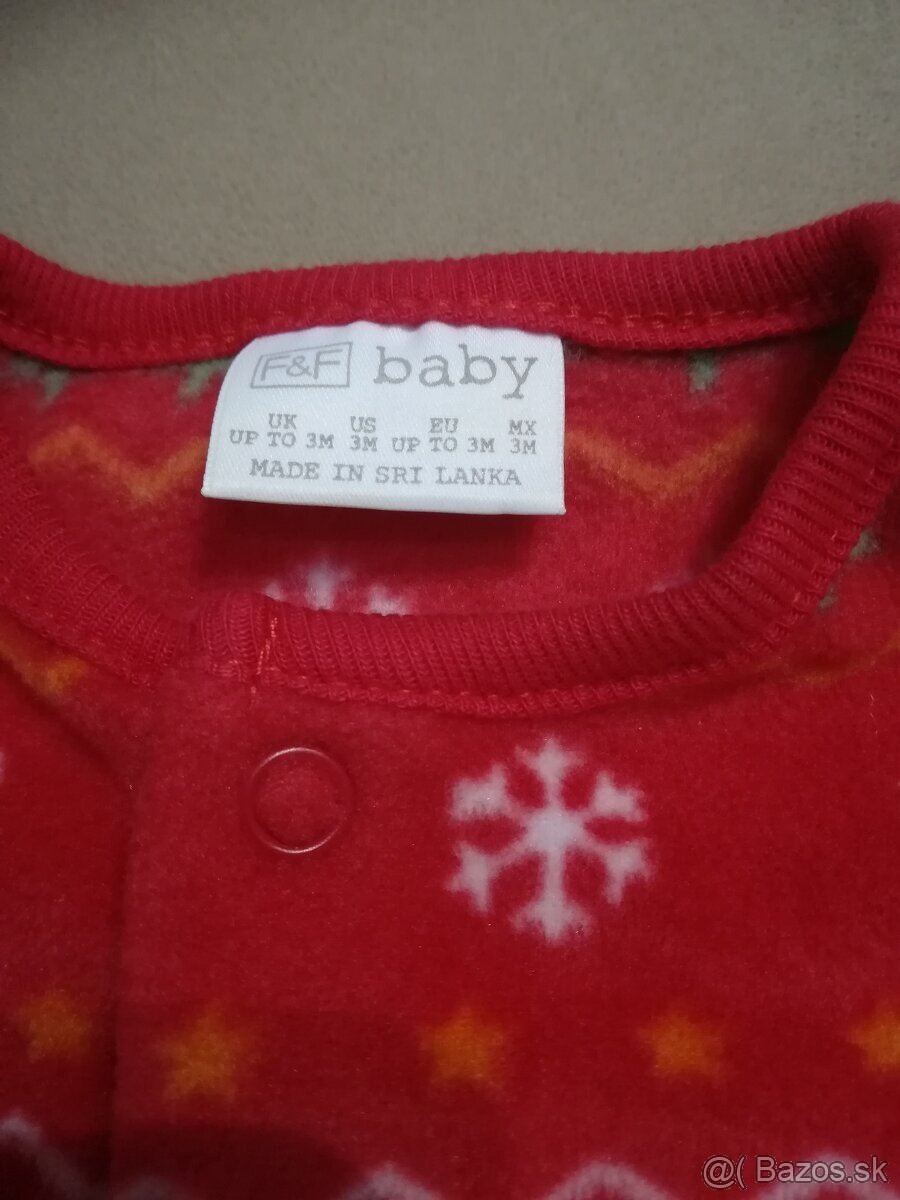 F&F baby
UK US EU MX
UP TO 3M 3M UP TO 3M 3M
MADE IN SRI LANKA
@( Bazos.sk